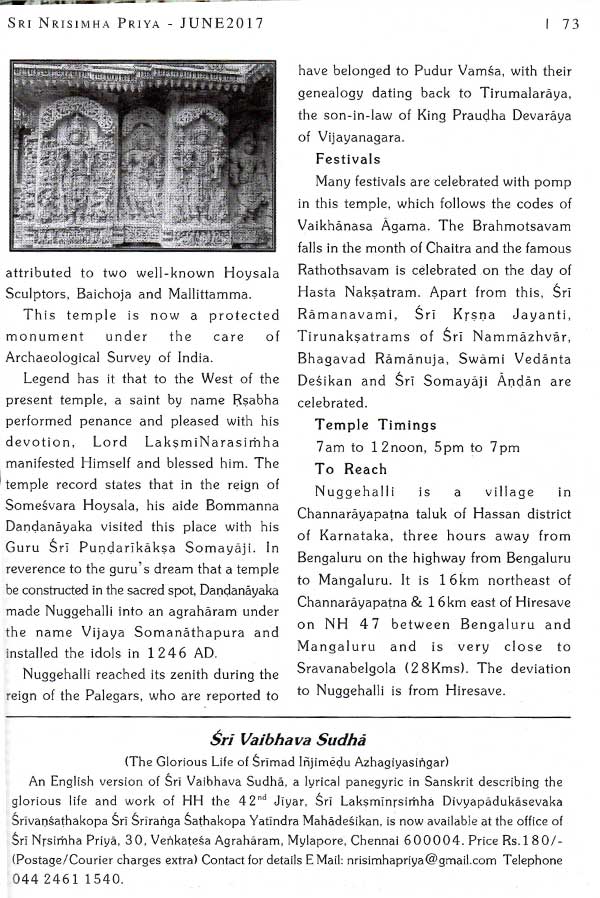 SRI NRISIMHA PRIYA - JUNE2017 | 73
attributed to two well-known Hoysala
Sculptors, Baichoja and Mallittamma.
This temple is now a protected
monument under the care of
Archaeological Survey of India.
Legend has it that to the West of the
present temple, a saint by name Ṛṣabha
performed penance and pleased with his
devotion, Lord LakṣmiNarasiṁha
manifested Himself and blessed him. The
temple record states that in the reign of
Someśvara Hoysala, his aide Bommanna
Daṇḍanāyaka visited this place with his
Guru Śrī Puṇḍarīkākṣa Somayāji. In
reverence to the guru's dream that a temple
be constructed in the sacred spot, Daṇḍanāyaka
made Nuggehalli into an agrahāram under
the name Vijaya Somanāthapura and
installed the idols in 1246 AD.
Nuggehalli reached its zenith during the
reign of the Palegars, who are reported to
have belonged to Pudur Vamśa, with their
genealogy dating back to Tirumalarāya,
the son-in-law of King Prauḍha Devarāya
of Vijayanagara.
Festivals
Many festivals are celebrated with pomp
in this temple, which follows the codes of
Vaikhānasa Āgama. The Brahmotsavam
falls in the month of Chaitra and the famous
Rathothsavam is celebrated on the day of
Hasta Nakṣatram. Apart from this, Śrī
Rāmanavami, Śrī Kṛṣṇa Jayanti,
Tirunakṣatrams of Śrī Nammāzhvār,
Bhagavad Rāmānuja, Swāmi Vedānta
Deśikan and Śrī Somayāji Āṇḍān are
celebrated.
Temple Timings
7am to 12noon, 5pm to 7pm
To Reach
Nuggehalli is a village in
Channarāyapaṭna taluk of Hassan district
of Karnataka, three hours away from
Bengaluru on the highway from Bengaluru
to Mangaluru. It is 16km northeast of
Channarāyapaṭna & 16km east of Hiresave
on NH 47 between Bengaluru and
Mangaluru and is very close to
Sravanabelgola (28Kms). The deviation
to Nuggehalli is from Hiresave.
Śrī Vaibhava Sudhā
(The Glorious Life of Śrīmad Iñjimēḍu Azhagiyasiṅgar)
An English version of Śrī Vaibhava Sudhā, a lyrical panegyric in Sanskrit describing the
glorious life and work of HH the 42nd Jīyar, Śrī Lakṣmīnṛsiṁha Divyapādukāsevaka
Śrīvaṇśaṭhakopa Śrī Śrīraṅga Śaṭhakopa Yatīndra Mahādeśikan, is now available at the office of
Śrī Nṛsiṁha Priyā, 30, Veṅkaṭeśa Agrahāram, Mylapore, Chennai 600004. Price Rs.180/-
(Postage/Courier charges extra) Contact for details E Mail: nrisimhapriya@gmail.com Telephone
044 2461 1540.